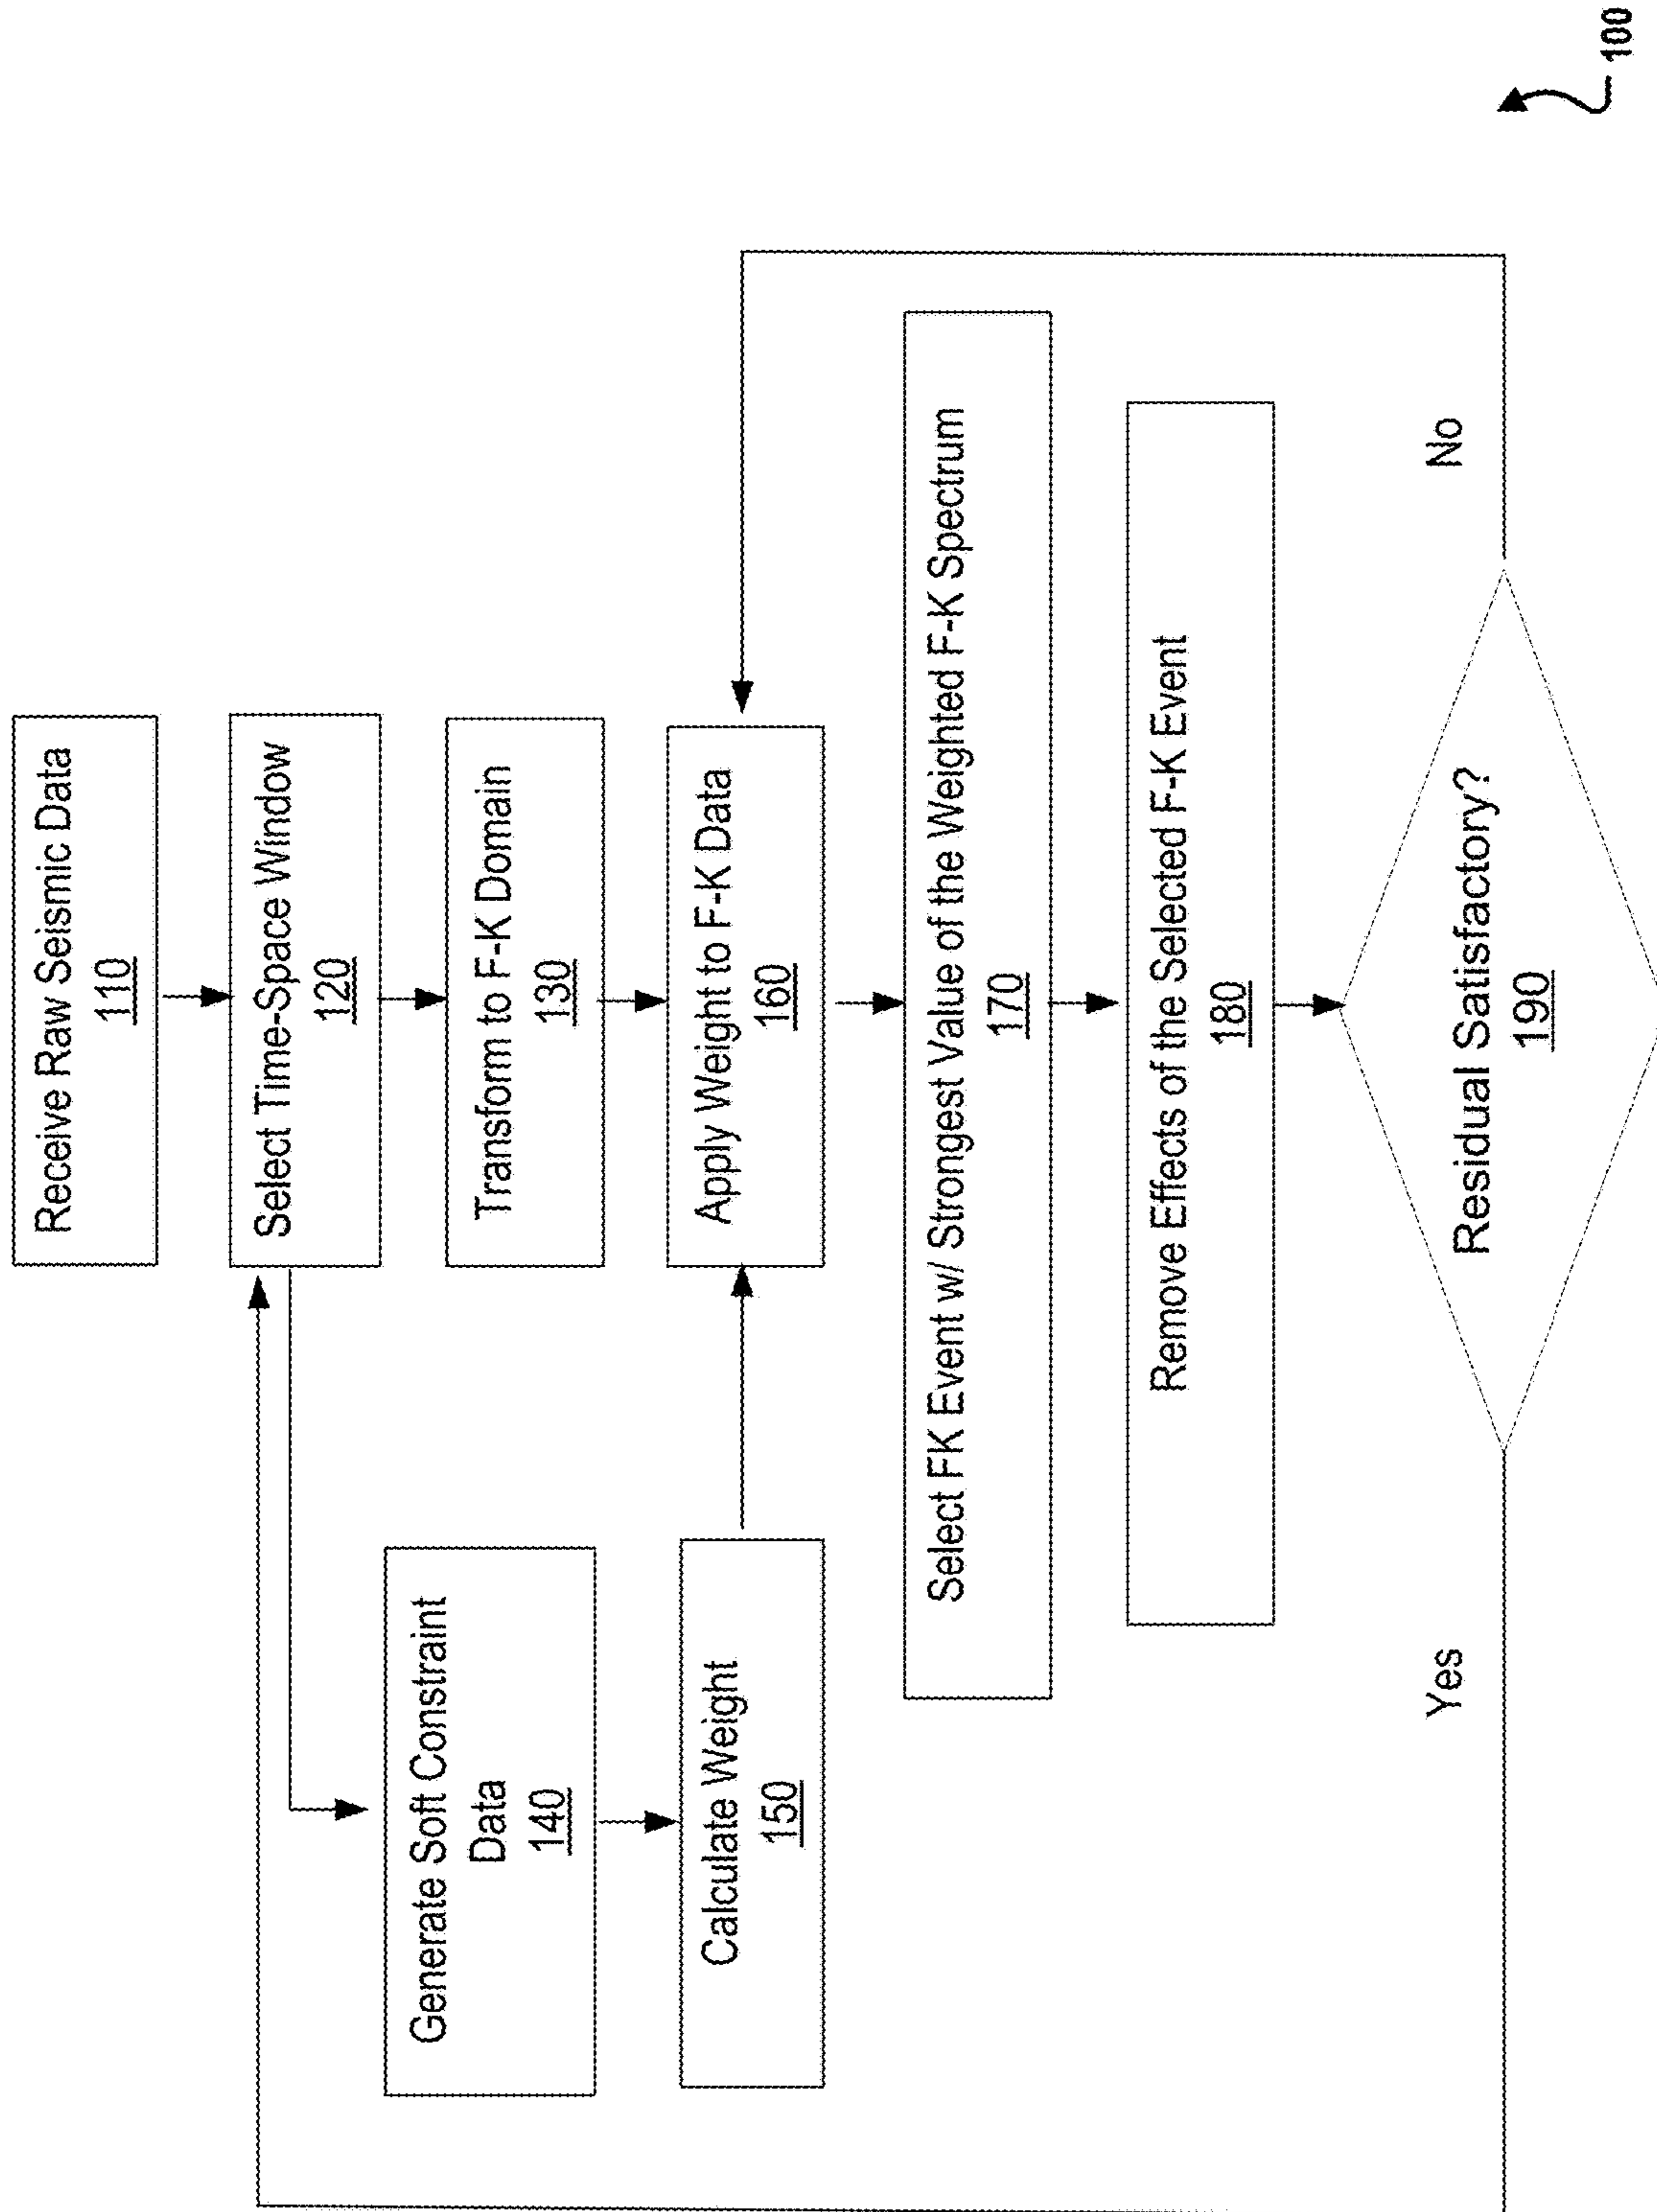 Receive Raw Seismic Data
110
Select Time-Space Window
120
Transform to F-K Domain
130
Generate Soft Constraint
Data
140
Calculate Weight
150
Apply Weight to F-K Data
160
Select FK Event w/ Strongest Value of the Weighted F-K Spectrum
170
Remove Effects of the Selected F-K Event
180
Residual Satisfactory?
190
Yes
No
100